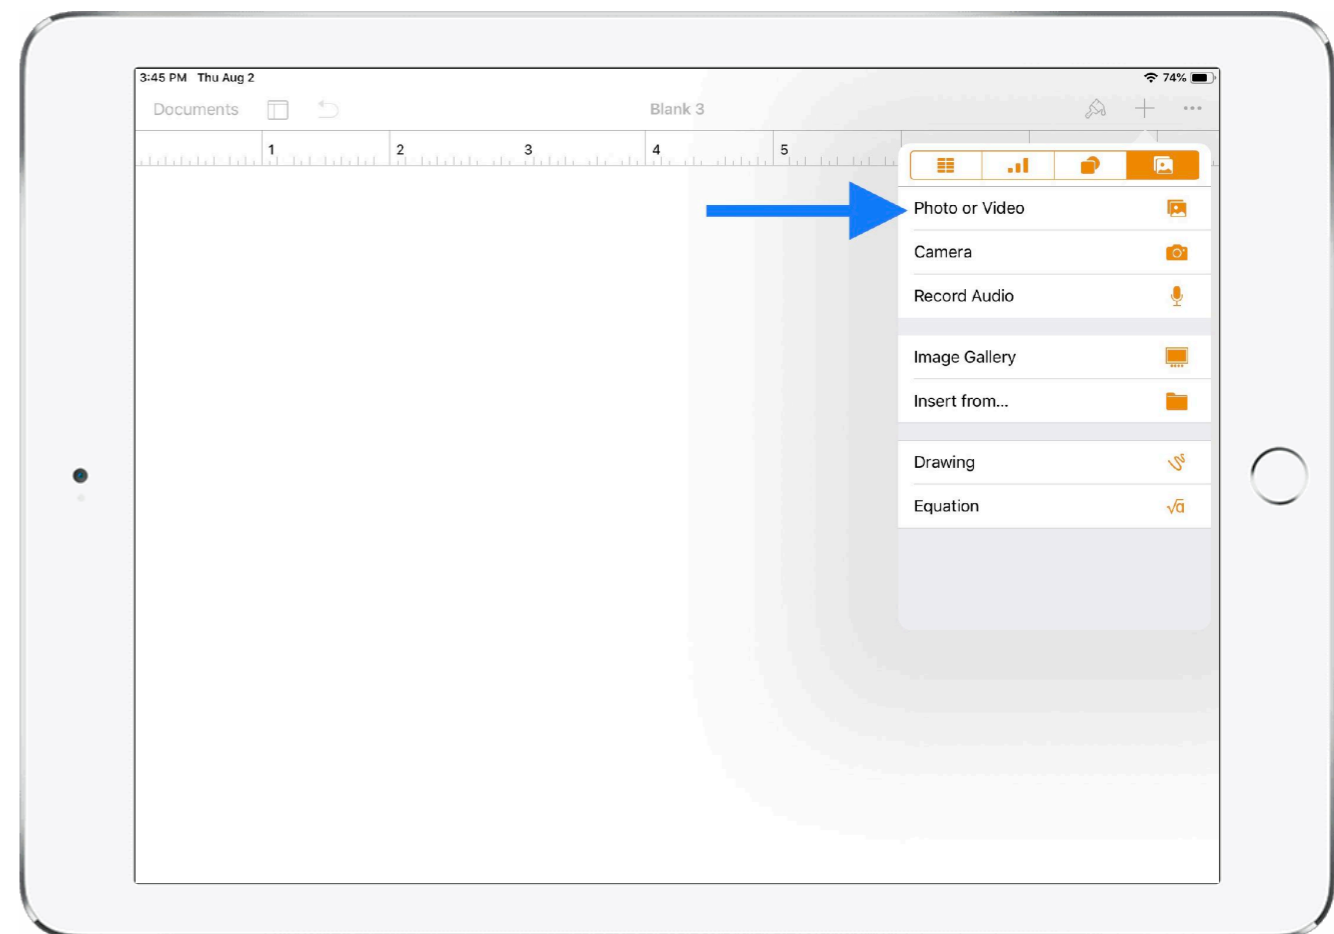 3:45 PM Thu Aug 2
74%
Documents
Blank 3
1 2 3 4 5
Photo or Video
Camera
Record Audio
Image Gallery
Insert from...
Drawing
Equation
√a